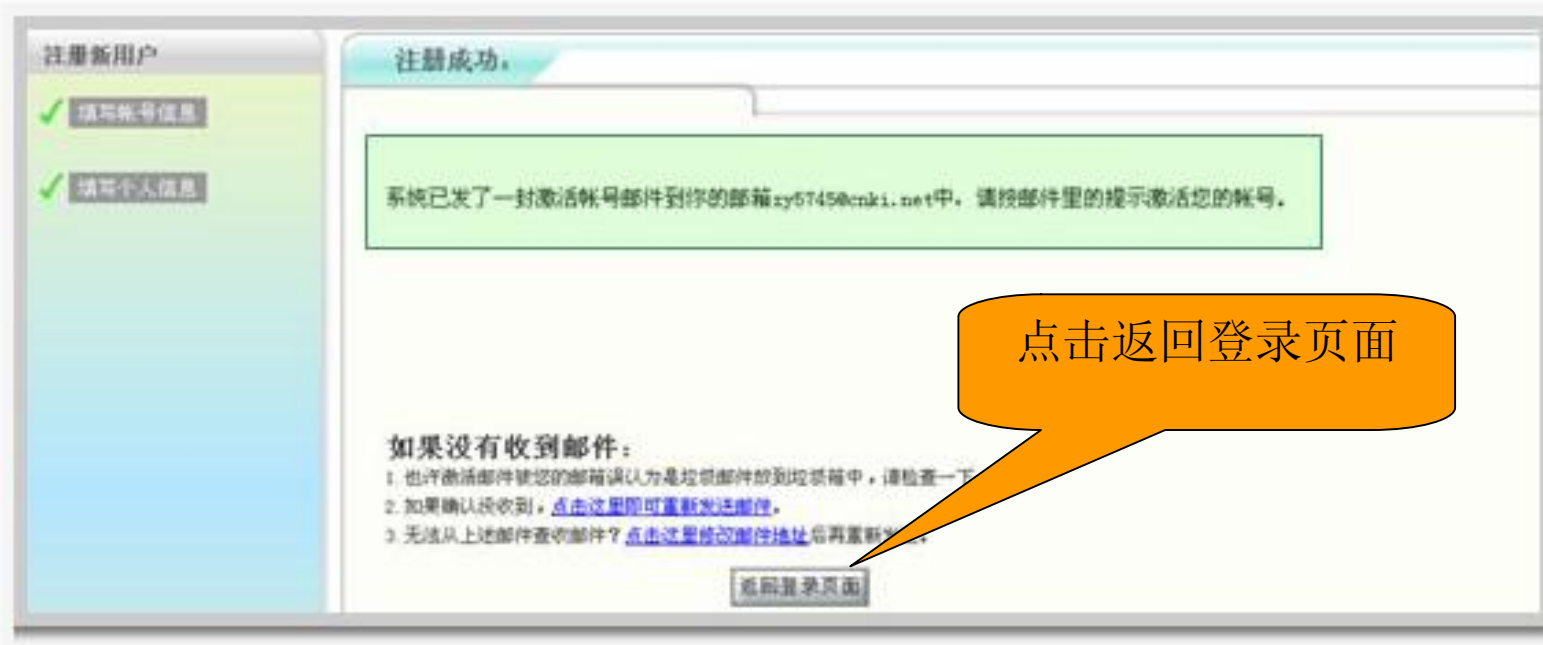 注册新用户
填写帐号信息
填写个人信息
注册成功。
系统已发了一封激活帐号邮件到你的邮箱zy5745@cnki.net中，请按邮件里的提示激活您的帐号。
点击返回登录页面
如果没有收到邮件：
1. 也许激活邮件被您的邮箱误认为是垃圾邮件放到垃圾箱中，请检查一下
2. 如果确认没收到，点击这里即可重新发送邮件。
3. 无法从上述邮件查收邮件？点击这里修改邮件地址后再重新发
返回登录页面